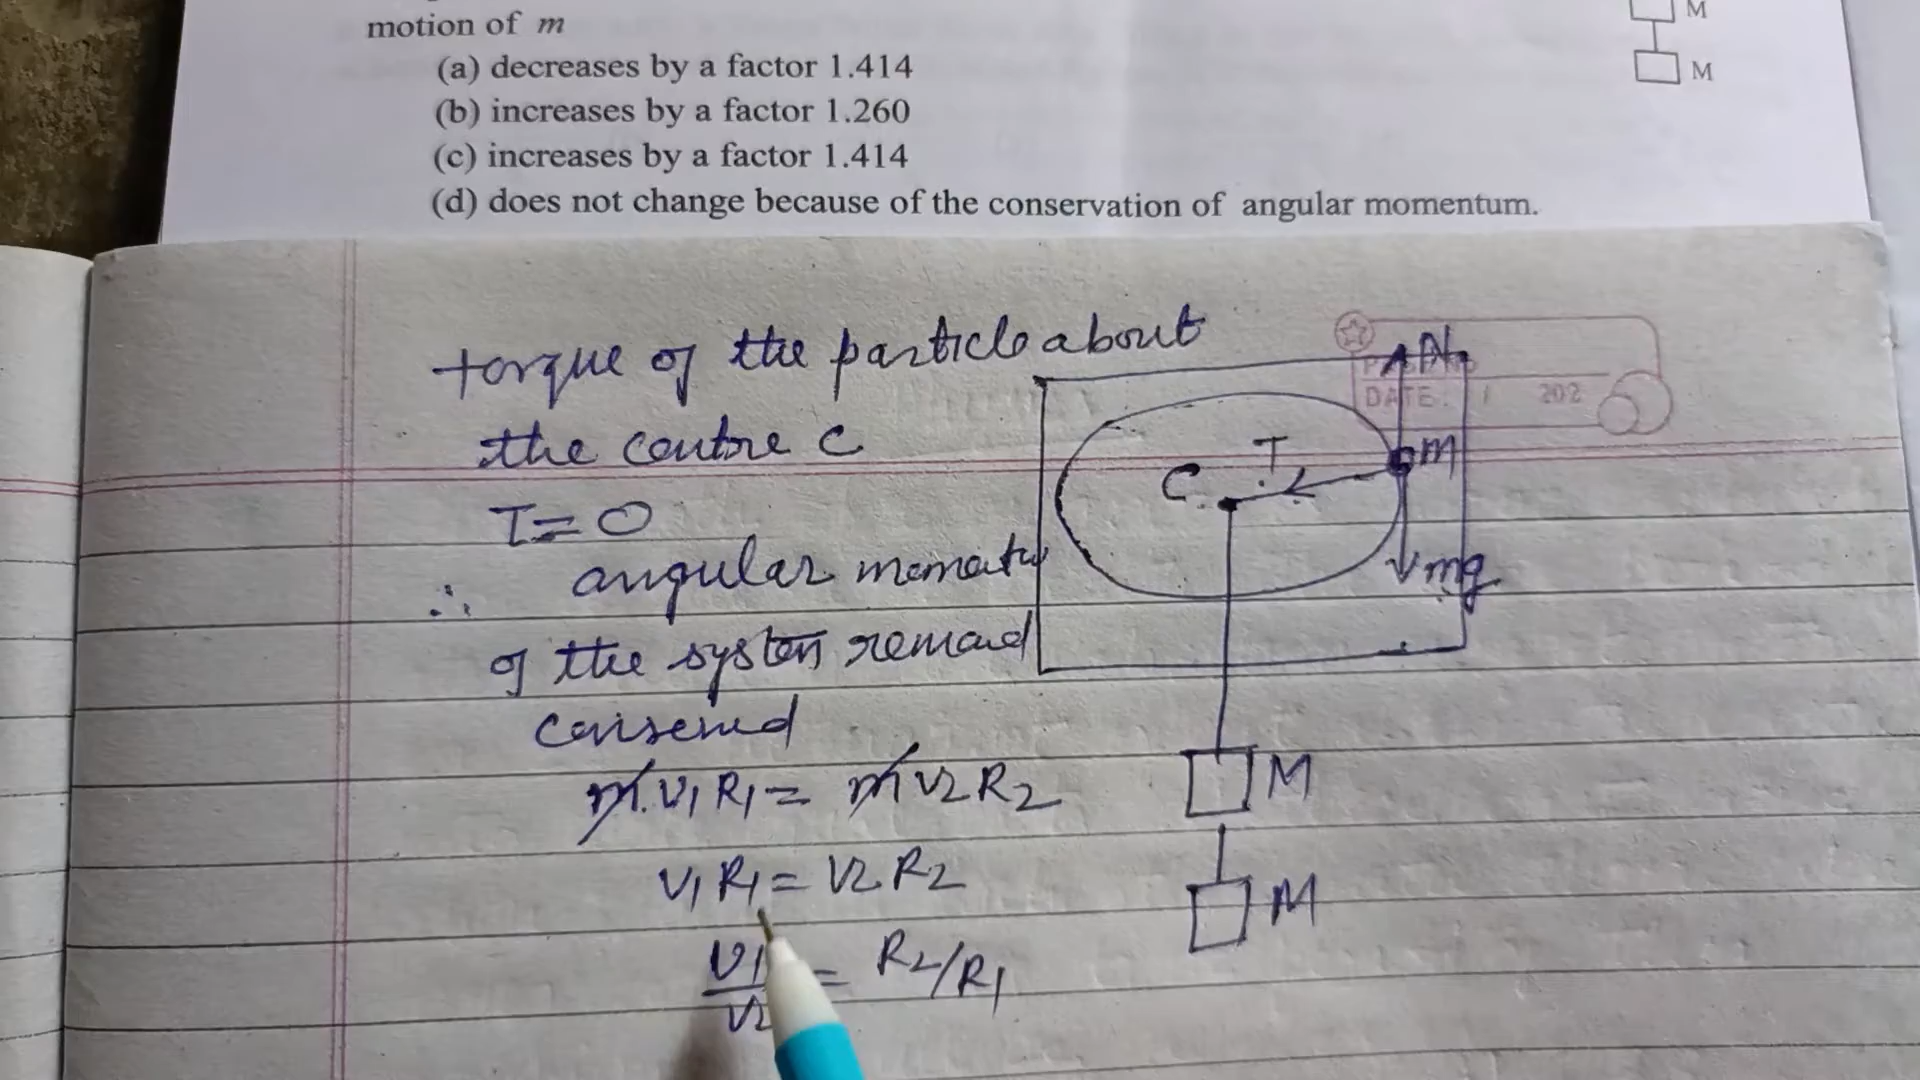 motion of m
M
(a) decreases by a factor 1.414
M
(b) increases by a factor 1.260
(c) increases by a factor 1.414
(d) does not change because of the conservation of angular momentum.
torque of the particle about
the centre C
τ = 0
∴ angular momentu
of the system remain
conserved
m.v₁R₁ = mv₂R₂
v₁R₁ = v₂R₂
v₁/v₂ = R₂/R₁
N
DATE: / 202
C T m
mg
M
M